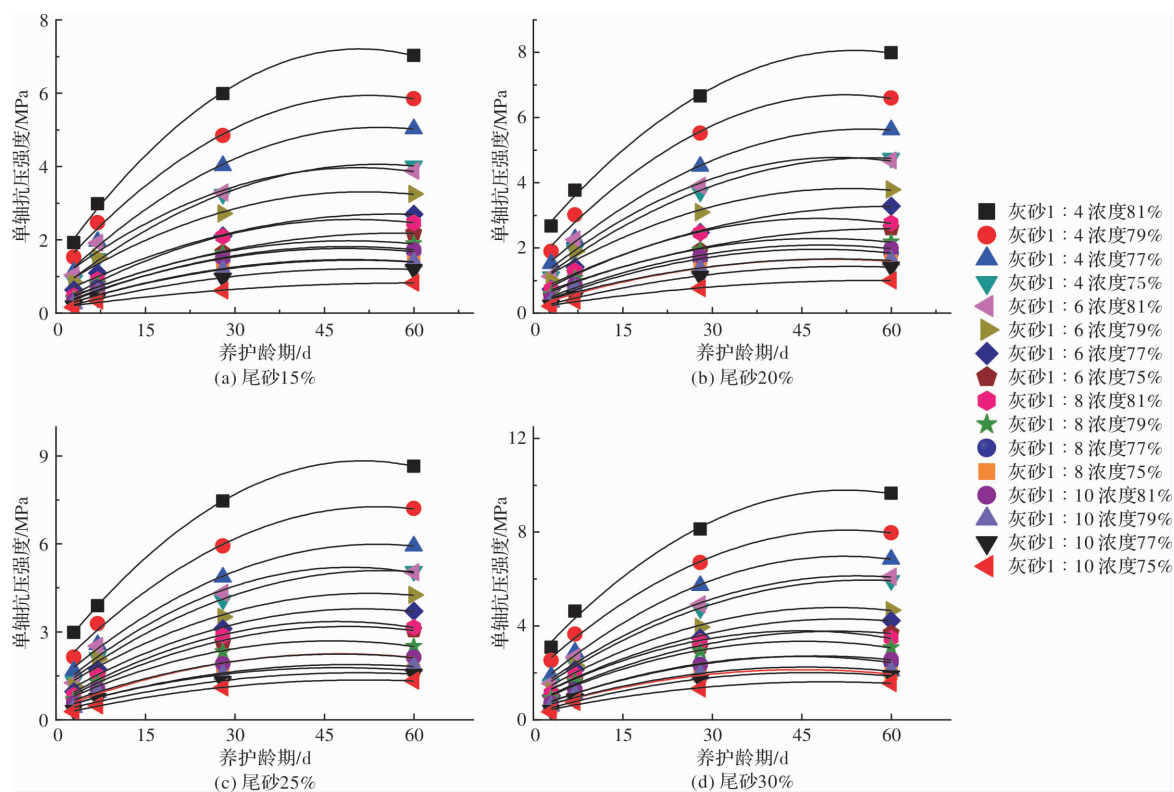 8
6
4
2
0
单轴抗压强度/MPa
0 15 30 45 60
养护龄期/d
(a) 尾砂15%
8
6
4
2
0
单轴抗压强度/MPa
0 15 30 45 60
养护龄期/d
(b) 尾砂20%
9
6
3
0
单轴抗压强度/MPa
0 15 30 45 60
养护龄期/d
(c) 尾砂25%
12
8
4
0
单轴抗压强度/MPa
0 15 30 45 60
养护龄期/d
(d) 尾砂30%
灰砂1∶4 浓度81%
灰砂1∶4 浓度79%
灰砂1∶4 浓度77%
灰砂1∶4 浓度75%
灰砂1∶6 浓度81%
灰砂1∶6 浓度79%
灰砂1∶6 浓度77%
灰砂1∶6 浓度75%
灰砂1∶8 浓度81%
灰砂1∶8 浓度79%
灰砂1∶8 浓度77%
灰砂1∶8 浓度75%
灰砂1∶10 浓度81%
灰砂1∶10 浓度79%
灰砂1∶10 浓度77%
灰砂1∶10 浓度75%